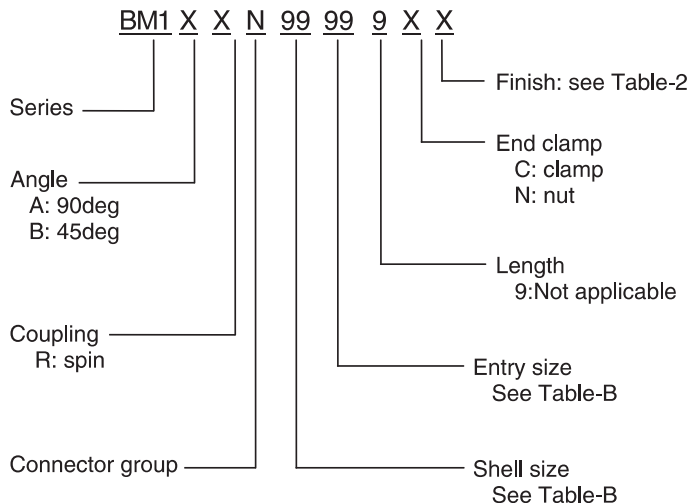 BM1 X X N 99 99 9 X X
Series
Angle
A: 90deg
B: 45deg
Coupling
R: spin
Connector group
Finish: see Table-2
End clamp
C: clamp
N: nut
Length
9:Not applicable
Entry size
See Table-B
Shell size
See Table-B